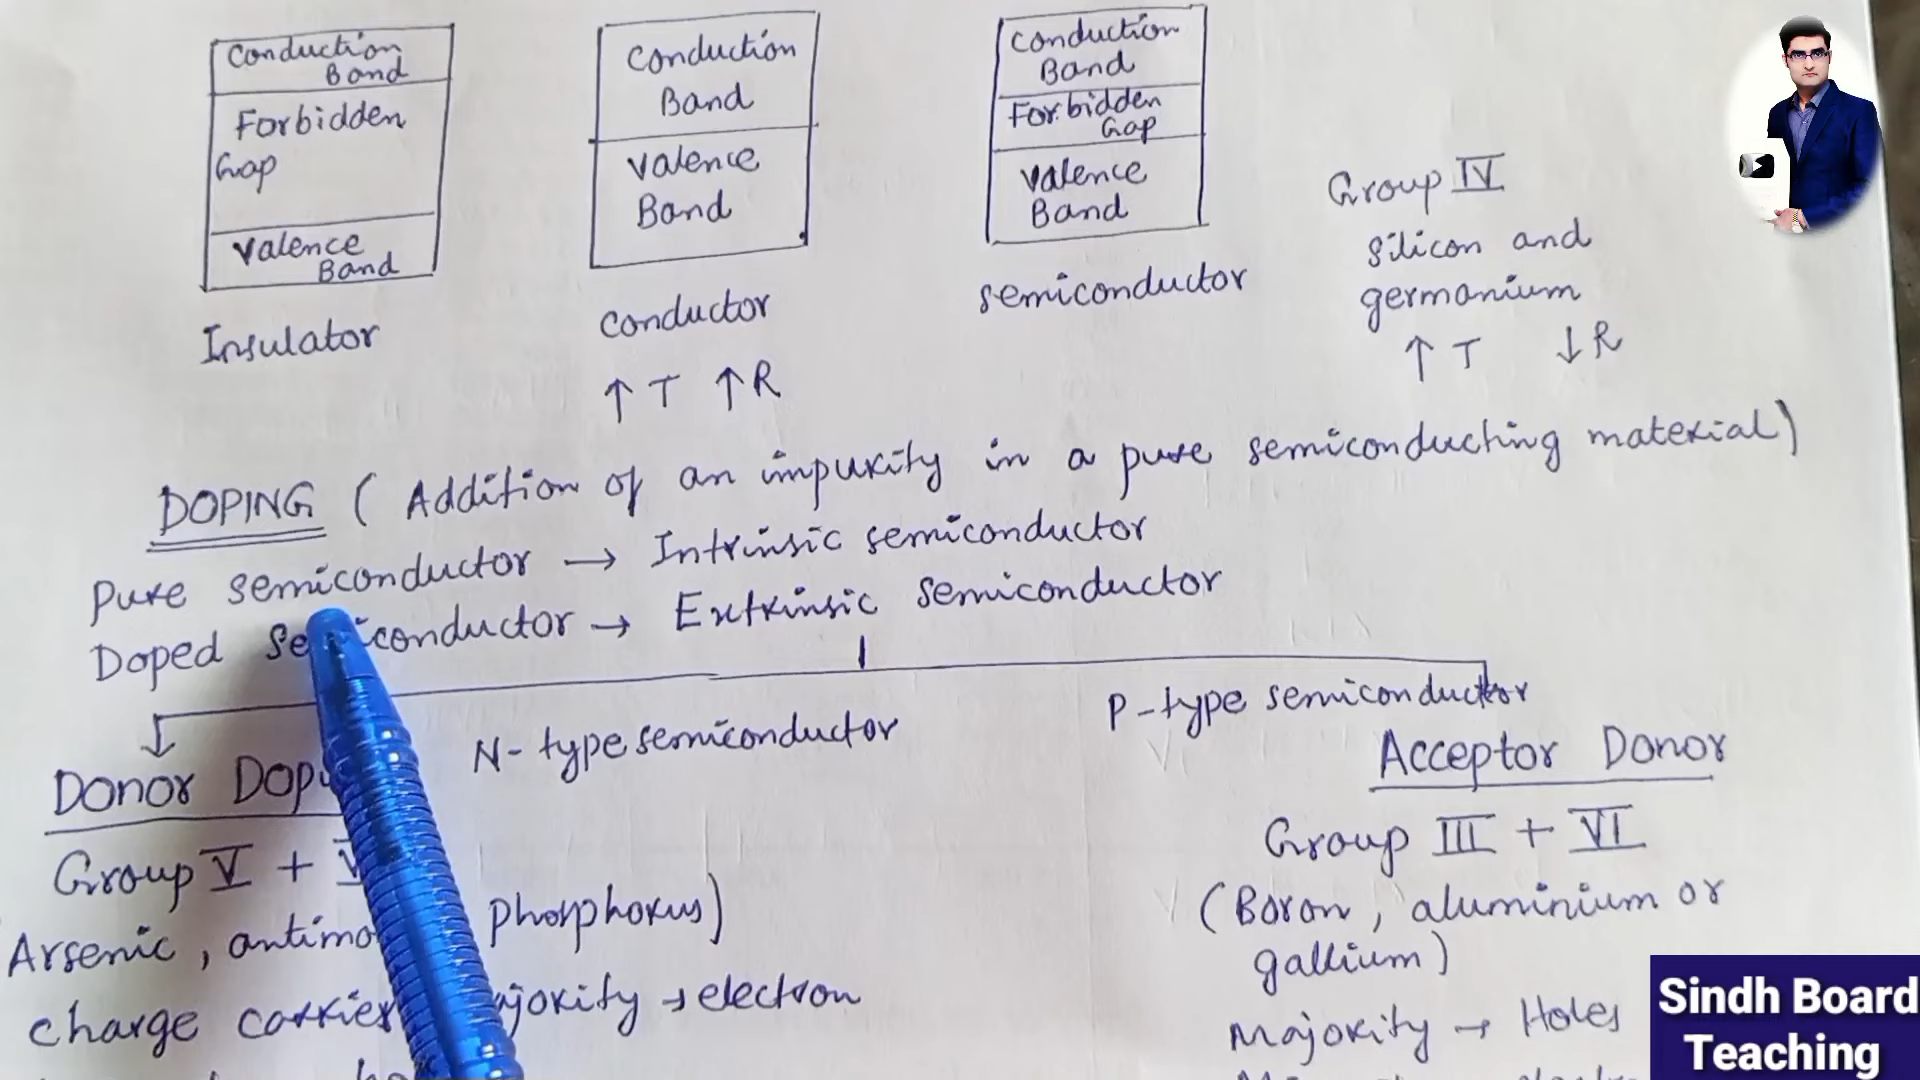 Conduction
Band
Forbidden
Gap
Valence
Band
Insulator
Conduction
Band
Valence
Band
Conductor
↑ T ↑ R
Conduction
Band
Forbidden
Gap
Valence
Band
Semiconductor
Group IV
Silicon and
germanium
↑ T ↓ R
DOPING ( Addition of an impurity in a pure semiconducting material)
Pure semiconductor → Intrinsic semiconductor
Doped semiconductor → Extrinsic semiconductor
Donor
N-type semiconductor
Group V +
Arsenic, phosphorus)
charge → electron
P-type semiconductor
Acceptor Donor
Group III + VI
(Boron, aluminium or
gallium)
Majority → Holes
Sindh Board
Teaching